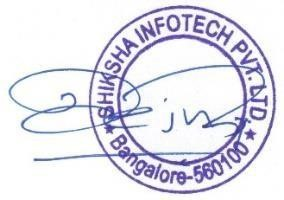 SHIKSHA INFOTECH PVT. LTD
★ Bangalore-560100 ★